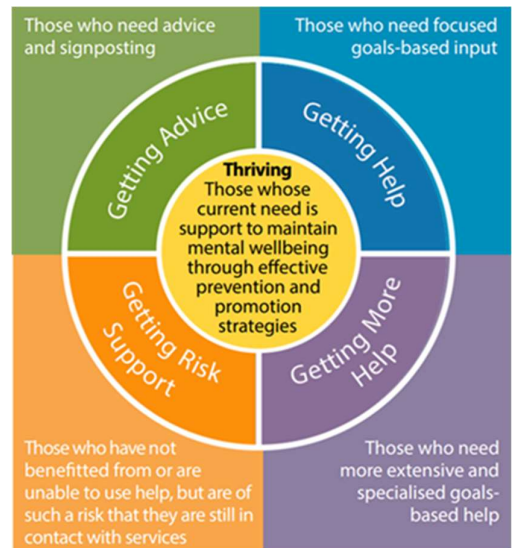 Those who need advice
and signposting
Those who need focused
goals-based input
Getting Advice
Getting Help
Thriving
Those whose
current need is
support to maintain
mental wellbeing
through effective
prevention and
promotion
strategies
Getting Risk
Support
Getting More
Help
Those who have not
benefitted from or are
unable to use help, but are of
such a risk that they are still in
contact with services
Those who need
more extensive and
specialised goals-
based help